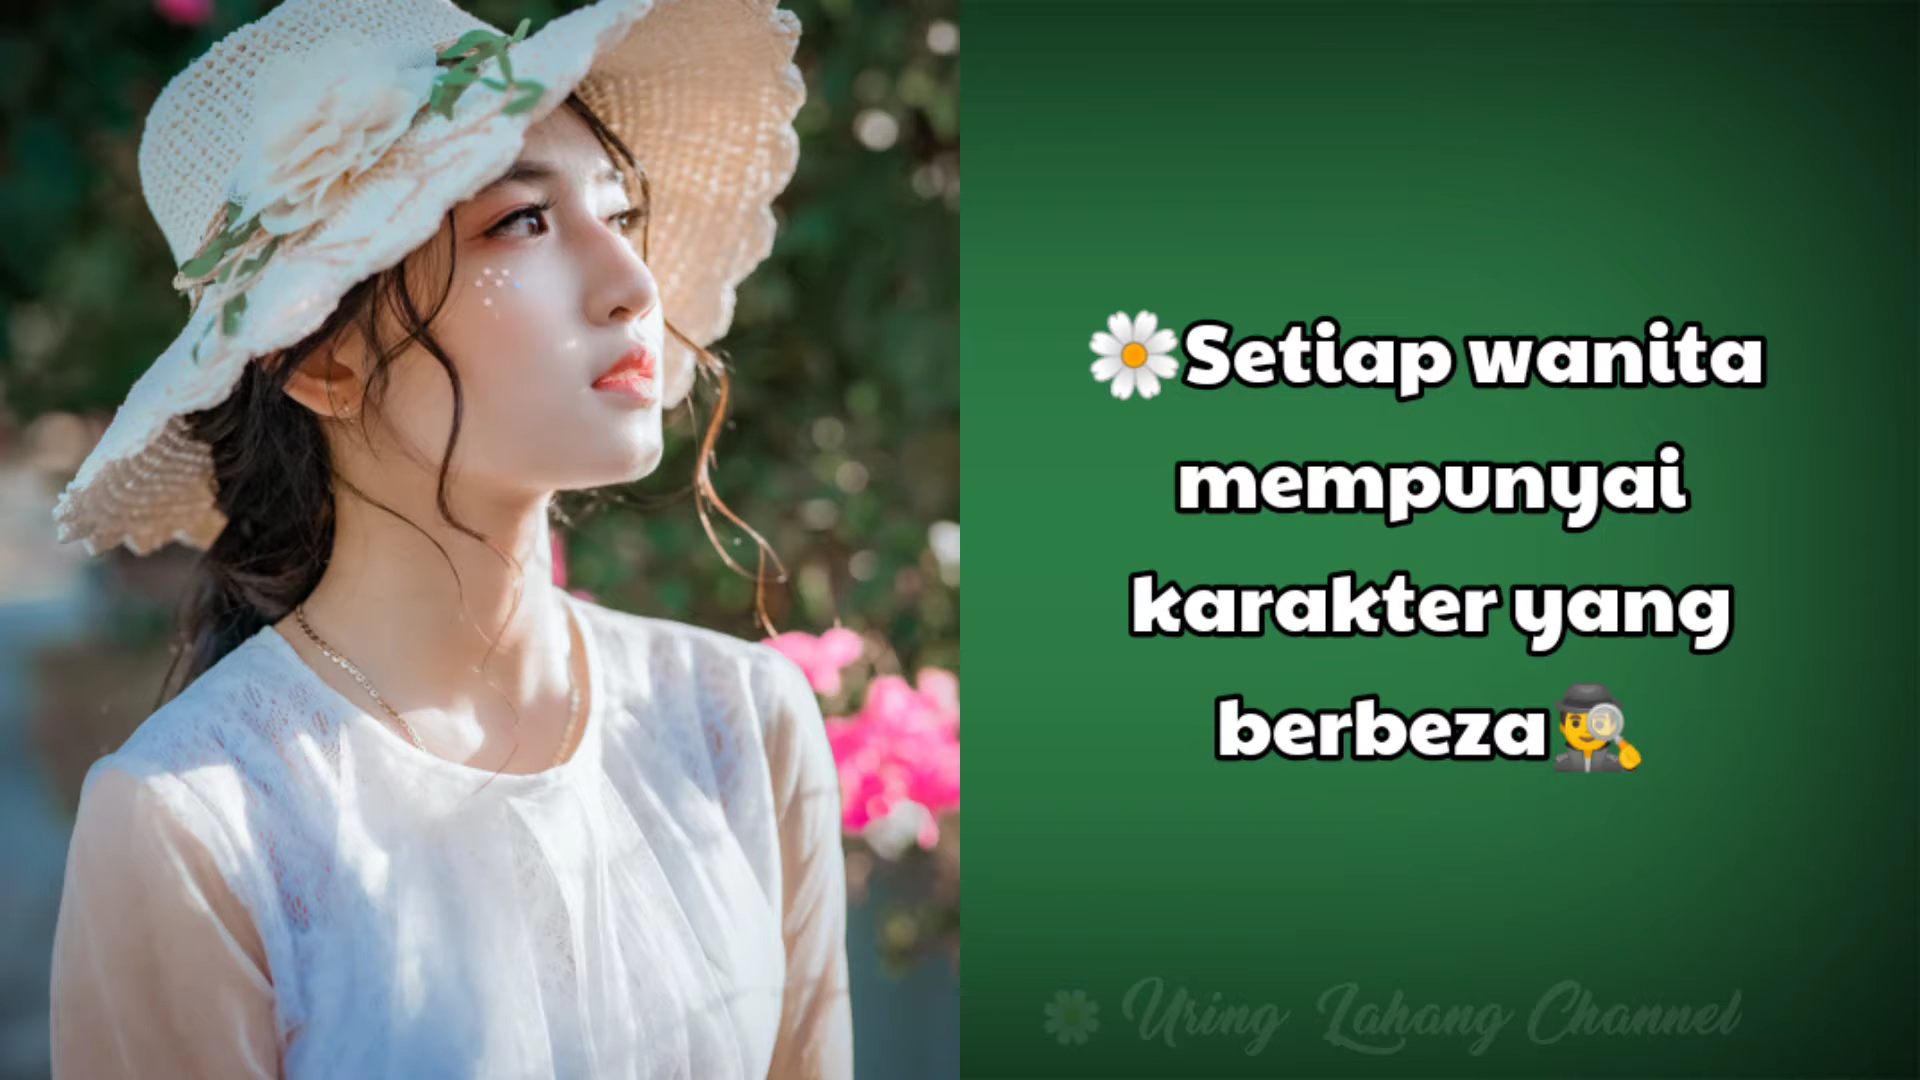 🌼Setiap wanita
mempunyai
karakter yang
berbeza🕵️
Uring Lahang Channel